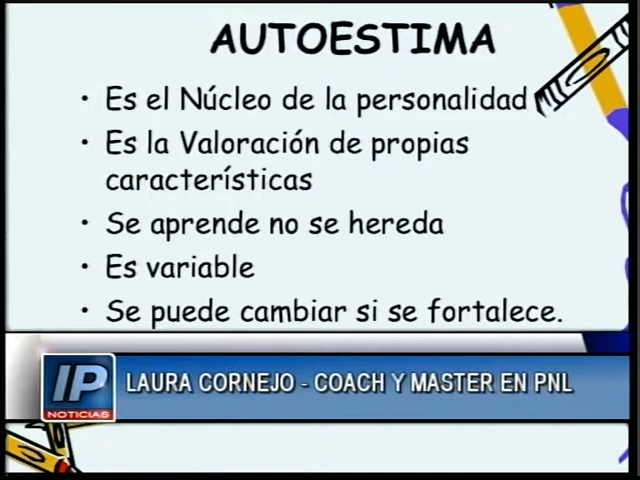 AUTOESTIMA
• Es el Núcleo de la personalidad
• Es la Valoración de propias
características
• Se aprende no se hereda
• Es variable
• Se puede cambiar si se fortalece.
IP
NOTICIAS
LAURA CORNEJO - COACH Y MASTER EN PNL